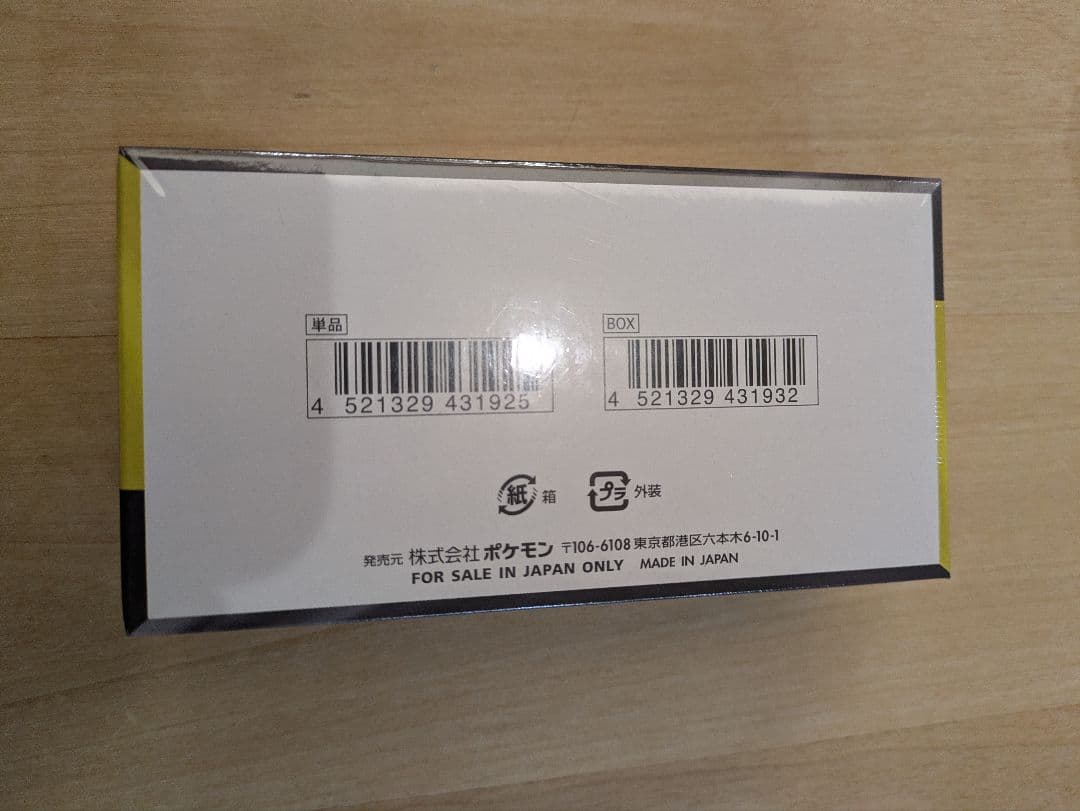 単品
BOX
4 521329 431925
4 521329 431932
紙 箱
プラ 外装
発売元 株式会社ポケモン 〒106-6108 東京都港区六本木6-10-1
FOR SALE IN JAPAN ONLY MADE IN JAPAN